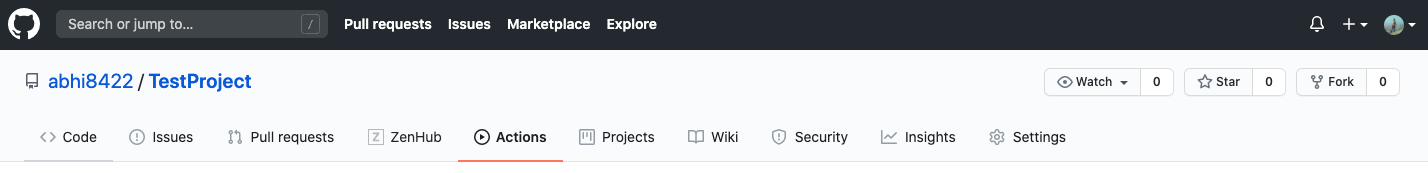 Search or jump to... / Pull requests Issues Marketplace Explore
abhi8422 / TestProject Watch 0 Star 0 Fork 0
Code Issues Pull requests Z ZenHub Actions Projects Wiki Security Insights Settings